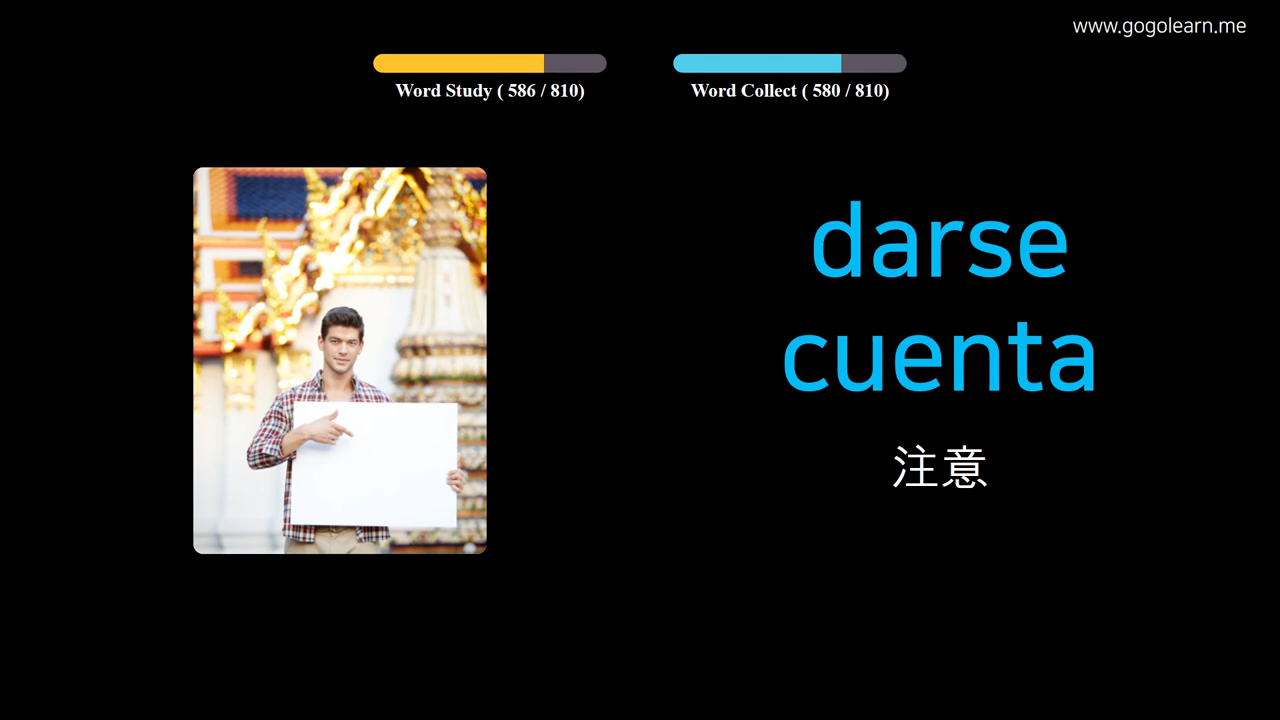 www.gogolearn.me
Word Study ( 586 / 810)
Word Collect ( 580 / 810)
darse
cuenta
注意